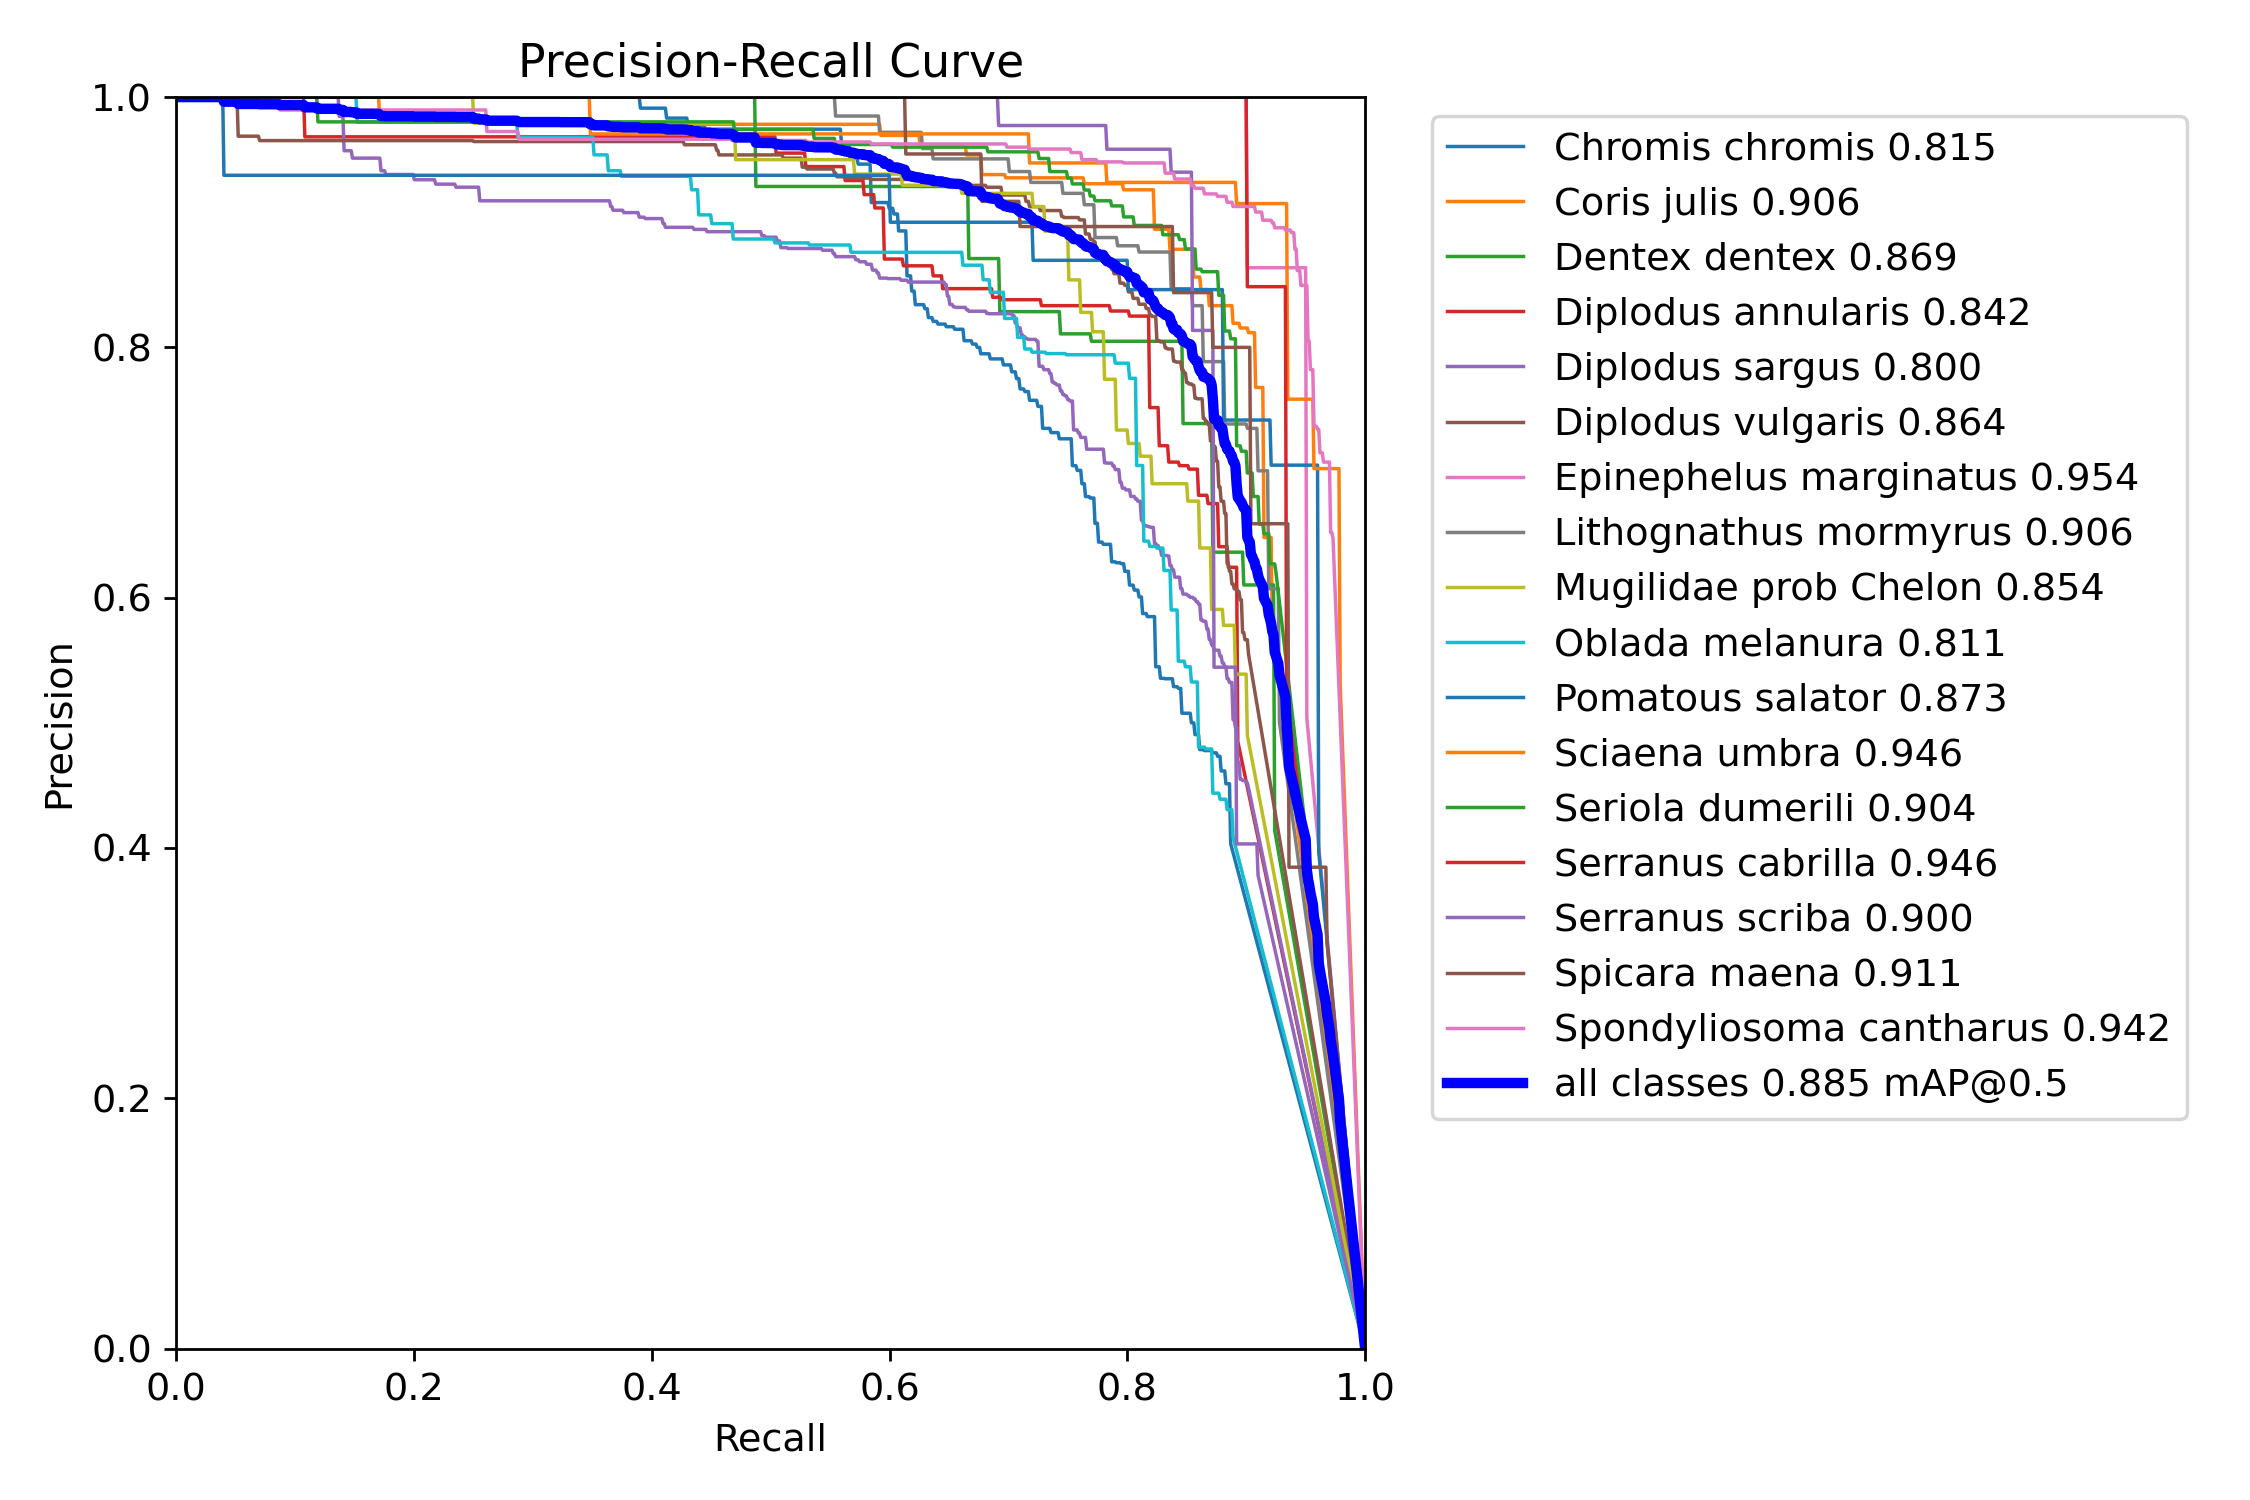 Precision-Recall Curve
1.0
0.8
0.6
0.4
0.2
0.0
Precision
0.0 0.2 0.4 0.6 0.8 1.0
Recall
Chromis chromis 0.815
Coris julis 0.906
Dentex dentex 0.869
Diplodus annularis 0.842
Diplodus sargus 0.800
Diplodus vulgaris 0.864
Epinephelus marginatus 0.954
Lithognathus mormyrus 0.906
Mugilidae prob Chelon 0.854
Oblada melanura 0.811
Pomatous salator 0.873
Sciaena umbra 0.946
Seriola dumerili 0.904
Serranus cabrilla 0.946
Serranus scriba 0.900
Spicara maena 0.911
Spondyliosoma cantharus 0.942
all classes 0.885 mAP@0.5